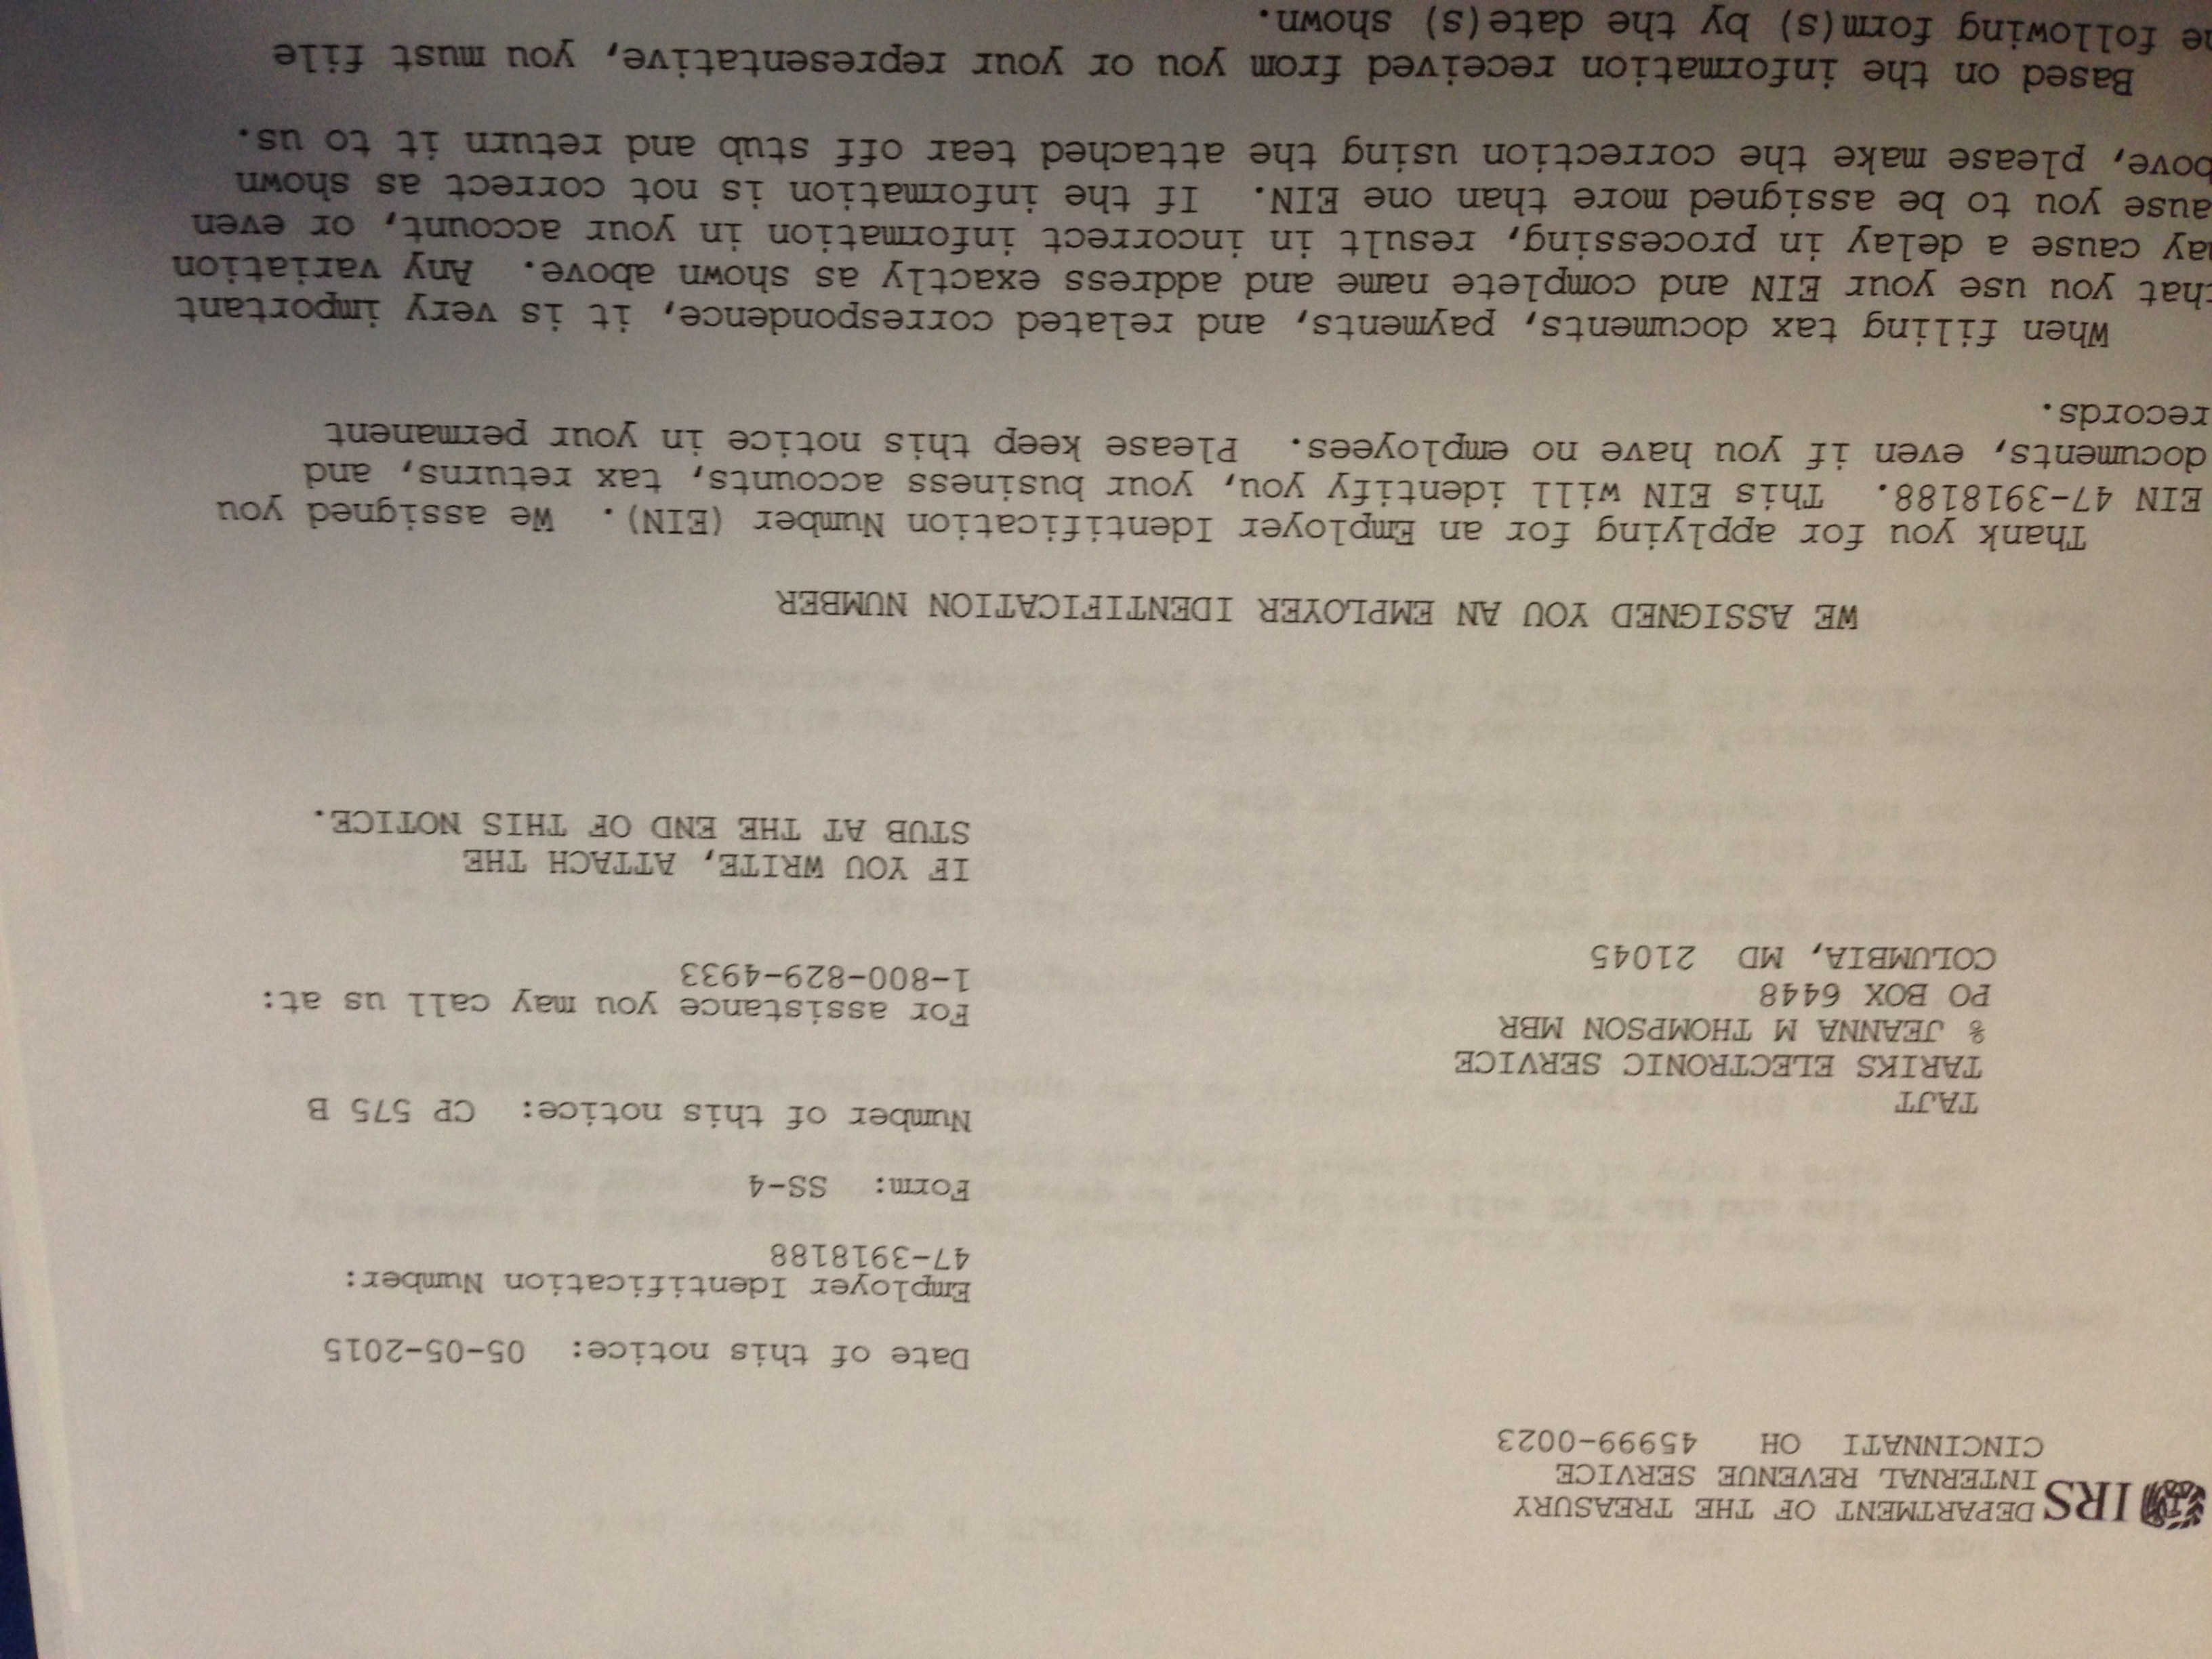 IRS DEPARTMENT OF THE TREASURY
INTERNAL REVENUE SERVICE
CINCINNATI OH 45999-0023
Date of this notice: 05-05-2015
Employer Identification Number:
47-3918188
Form: SS-4
Number of this notice: CP 575 B
TAJT
TARIKS ELECTRONIC SERVICE
% JEANNA M THOMPSON MBR
PO BOX 6448
COLUMBIA, MD 21045
For assistance you may call us at:
1-800-829-4933
IF YOU WRITE, ATTACH THE
STUB AT THE END OF THIS NOTICE.
WE ASSIGNED YOU AN EMPLOYER IDENTIFICATION NUMBER
Thank you for applying for an Employer Identification Number (EIN). We assigned you
EIN 47-3918188. This EIN will identify you, your business accounts, tax returns, and
documents, even if you have no employees. Please keep this notice in your permanent
records.
When filing tax documents, payments, and related correspondence, it is very important
that you use your EIN and complete name and address exactly as shown above. Any variation
may cause a delay in processing, result in incorrect information in your account, or even
ause you to be assigned more than one EIN. If the information is not correct as shown
bove, please make the correction using the attached tear off stub and return it to us.
Based on the information received from you or your representative, you must file
he following form(s) by the date(s) shown.